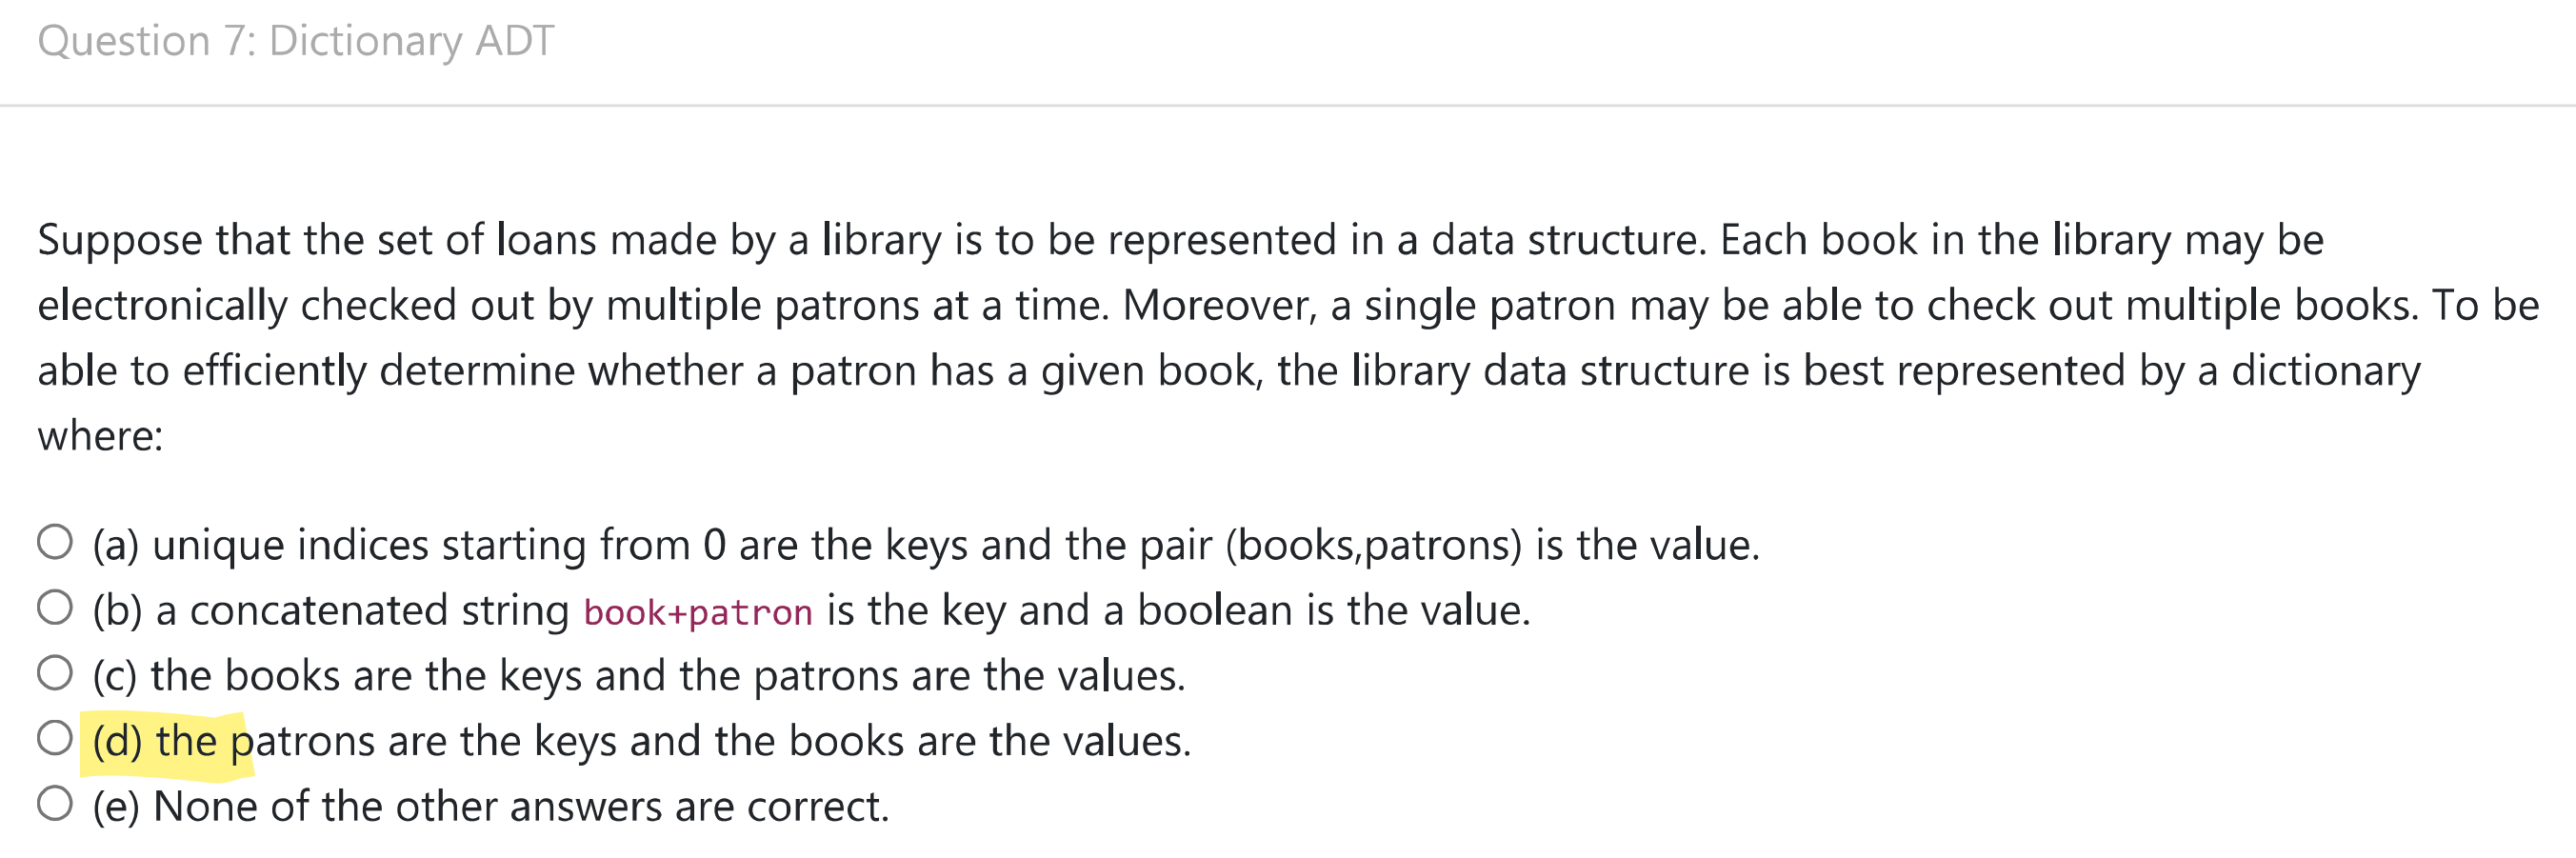 Question 7: Dictionary ADT
Suppose that the set of loans made by a library is to be represented in a data structure. Each book in the library may be
electronically checked out by multiple patrons at a time. Moreover, a single patron may be able to check out multiple books. To be
able to efficiently determine whether a patron has a given book, the library data structure is best represented by a dictionary
where:
(a) unique indices starting from 0 are the keys and the pair (books,patrons) is the value.
(b) a concatenated string book+patron is the key and a boolean is the value.
(c) the books are the keys and the patrons are the values.
(d) the patrons are the keys and the books are the values.
(e) None of the other answers are correct.